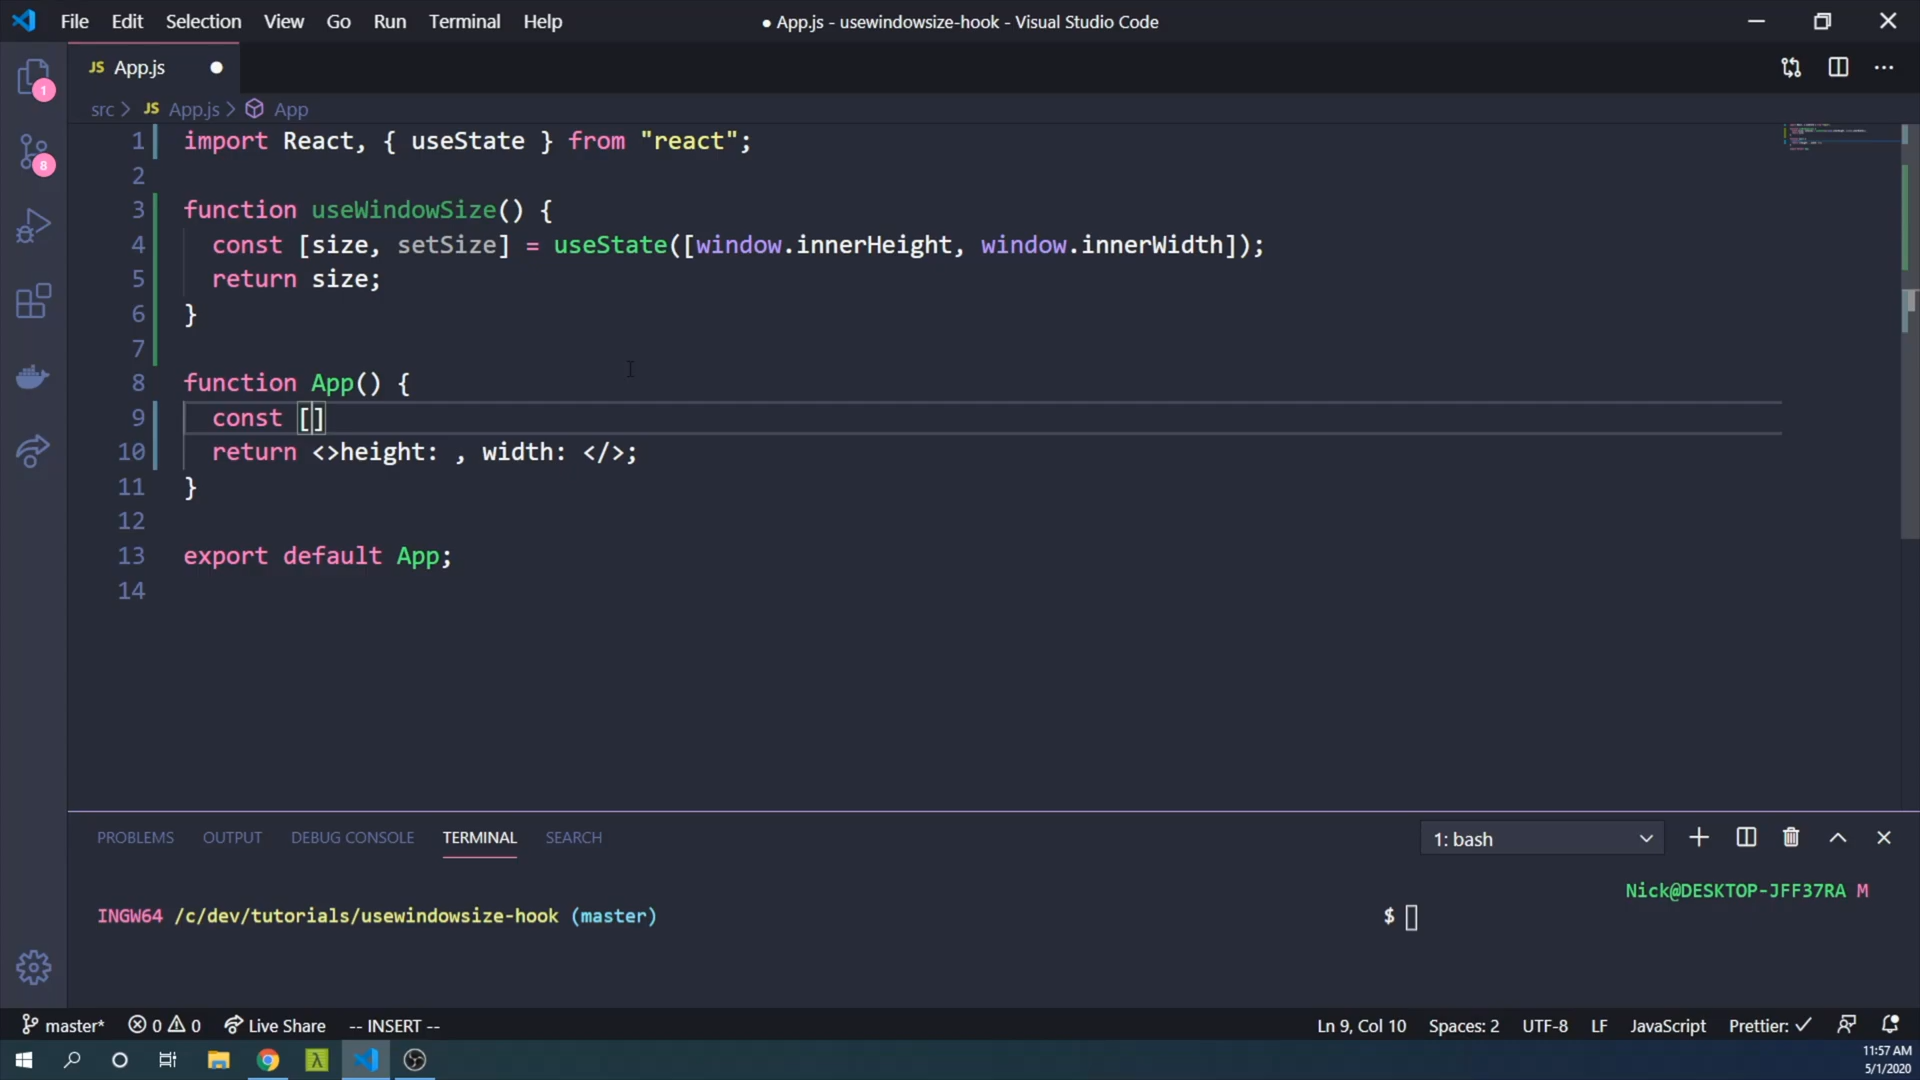 File Edit Selection View Go Run Terminal Help ● App.js - usewindowsize-hook - Visual Studio Code
JS App.js
src > JS App.js > App
1 import React, { useState } from "react";
2
3 function useWindowSize() {
4 const [size, setSize] = useState([window.innerHeight, window.innerWidth]);
5 return size;
6 }
7
8 function App() {
9 const []
10 return <>height: , width: </>;
11 }
12
13 export default App;
14
1
8
PROBLEMS OUTPUT DEBUG CONSOLE TERMINAL SEARCH 1: bash
Nick@DESKTOP-JFF37RA M
INGW64 /c/dev/tutorials/usewindowsize-hook (master) $
master* 0 0 Live Share -- INSERT -- Ln 9, Col 10 Spaces: 2 UTF-8 LF JavaScript Prettier: ✓
11:57 AM
5/1/2020